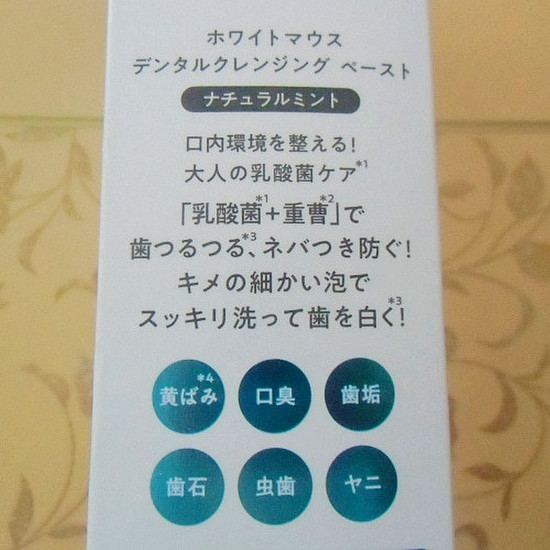 ホワイトマウス
デンタルクレンジング ペースト
ナチュラルミント
口内環境を整える!
大人の乳酸菌ケア*1
「乳酸菌*1+重曹*2」で
歯つるつる*3、ネバつき防ぐ!
キメの細かい泡で
スッキリ洗って歯を白く*3!
黄ばみ*4 口臭 歯垢
歯石 虫歯 ヤニ